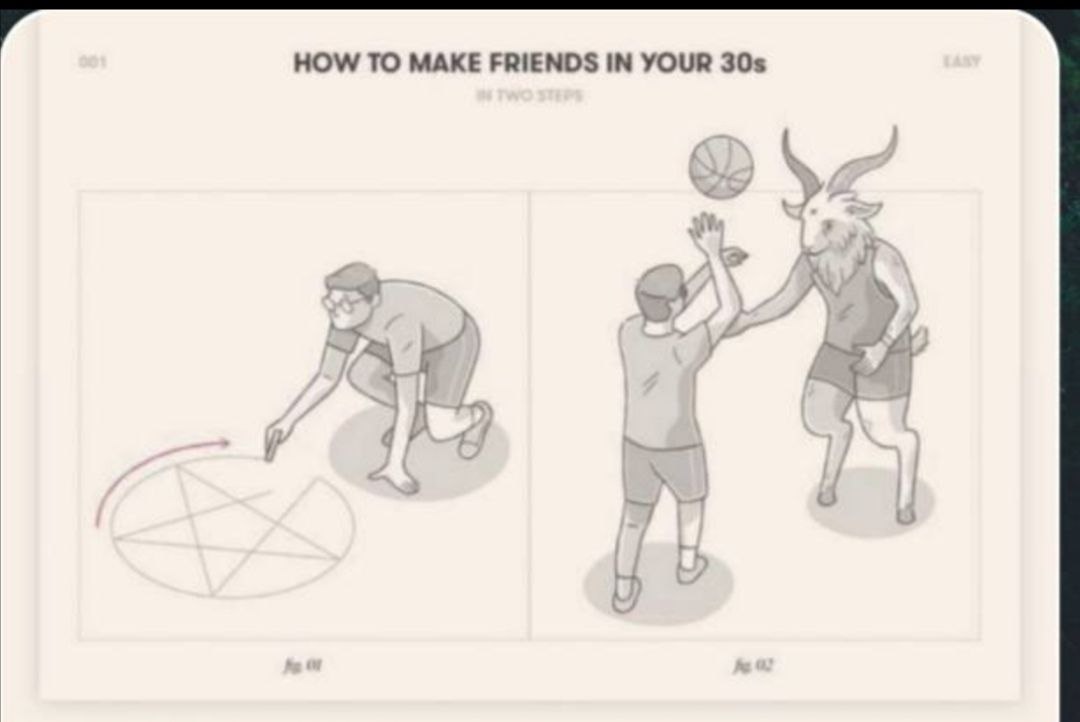 001
HOW TO MAKE FRIENDS IN YOUR 30s
EASY
IN TWO STEPS
fig. 01
fig. 02